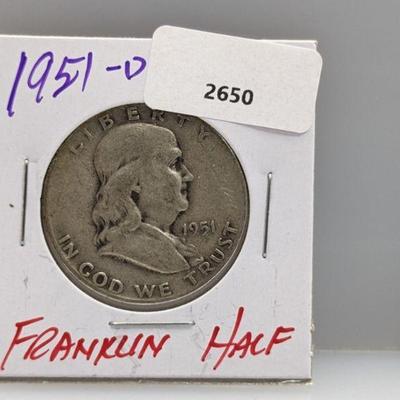 1951-D
2650
LIBERTY
1951
IN GOD WE TRUST
FRANKLIN HALF